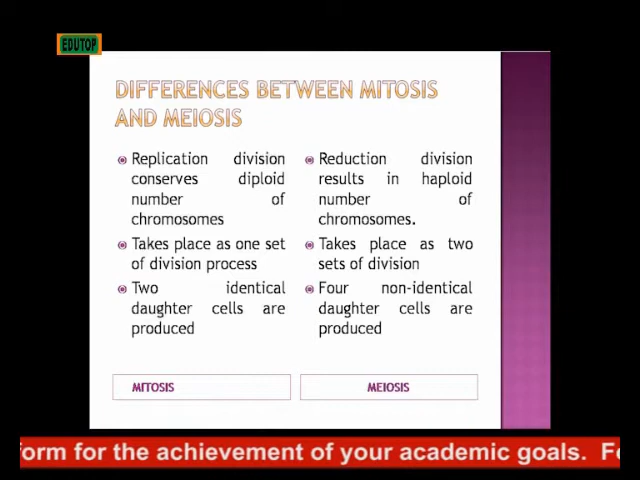 EDUTOP
DIFFERENCES BETWEEN MITOSIS
AND MEIOSIS
Replication division
conserves diploid
number of
chromosomes
Takes place as one set
of division process
Two identical
daughter cells are
produced
Reduction division
results in haploid
number of
chromosomes.
Takes place as two
sets of division
Four non-identical
daughter cells are
produced
MITOSIS
MEIOSIS
form for the achievement of your academic goals.